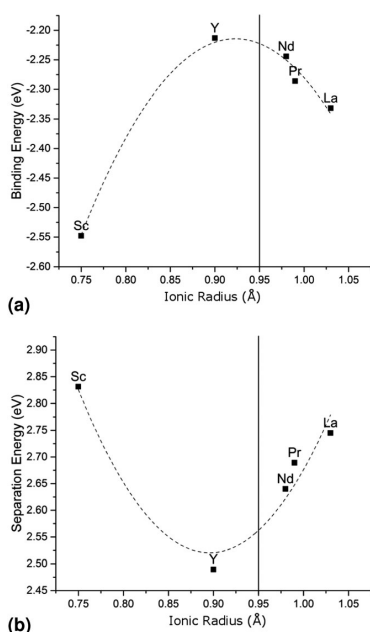 -2.20
-2.25
-2.30
-2.35
-2.40
-2.45
-2.50
-2.55
-2.60
Binding Energy (eV)
Sc
Y
Nd
Pr
La
0.75 0.80 0.85 0.90 0.95 1.00 1.05
Ionic Radius (Å)
(a)
2.90
2.85
2.80
2.75
2.70
2.65
2.60
2.55
2.50
2.45
Separation Energy (eV)
Sc
Y
Nd
Pr
La
0.75 0.80 0.85 0.90 0.95 1.00 1.05
Ionic Radius (Å)
(b)